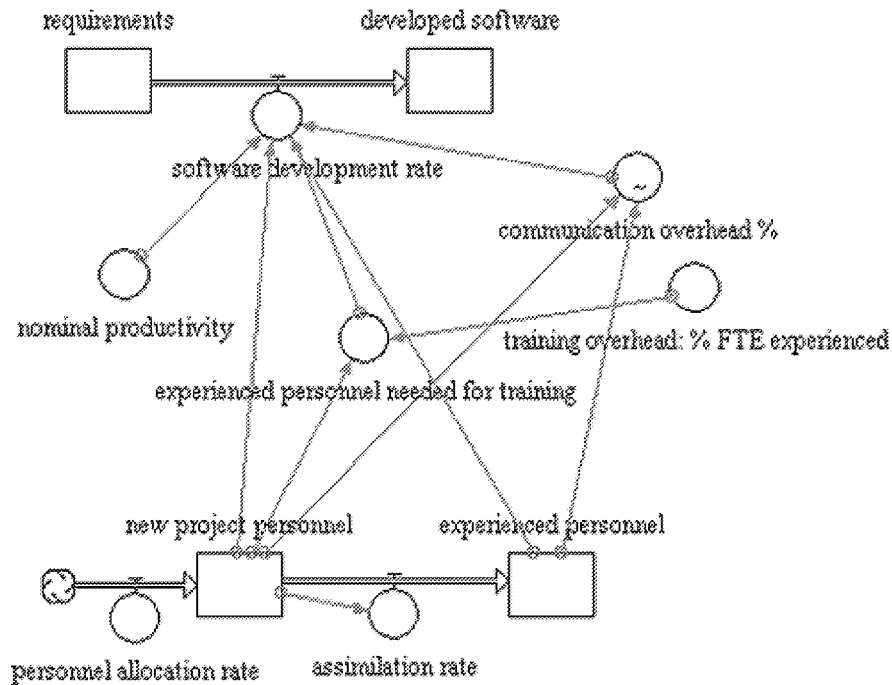 requirements
developed software
software development rate
communication overhead %
nominal productivity
training overhead: % FTE experienced
experienced personnel needed for training
new project personnel
experienced personnel
personnel allocation rate
assimilation rate